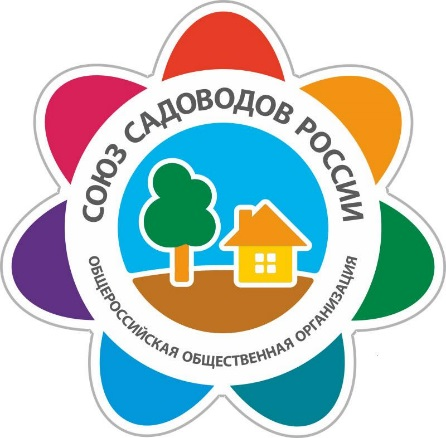 СОЮЗ САДОВОДОВ РОССИИ
ОБЩЕРОССИЙСКАЯ ОБЩЕСТВЕННАЯ ОРГАНИЗАЦИЯ